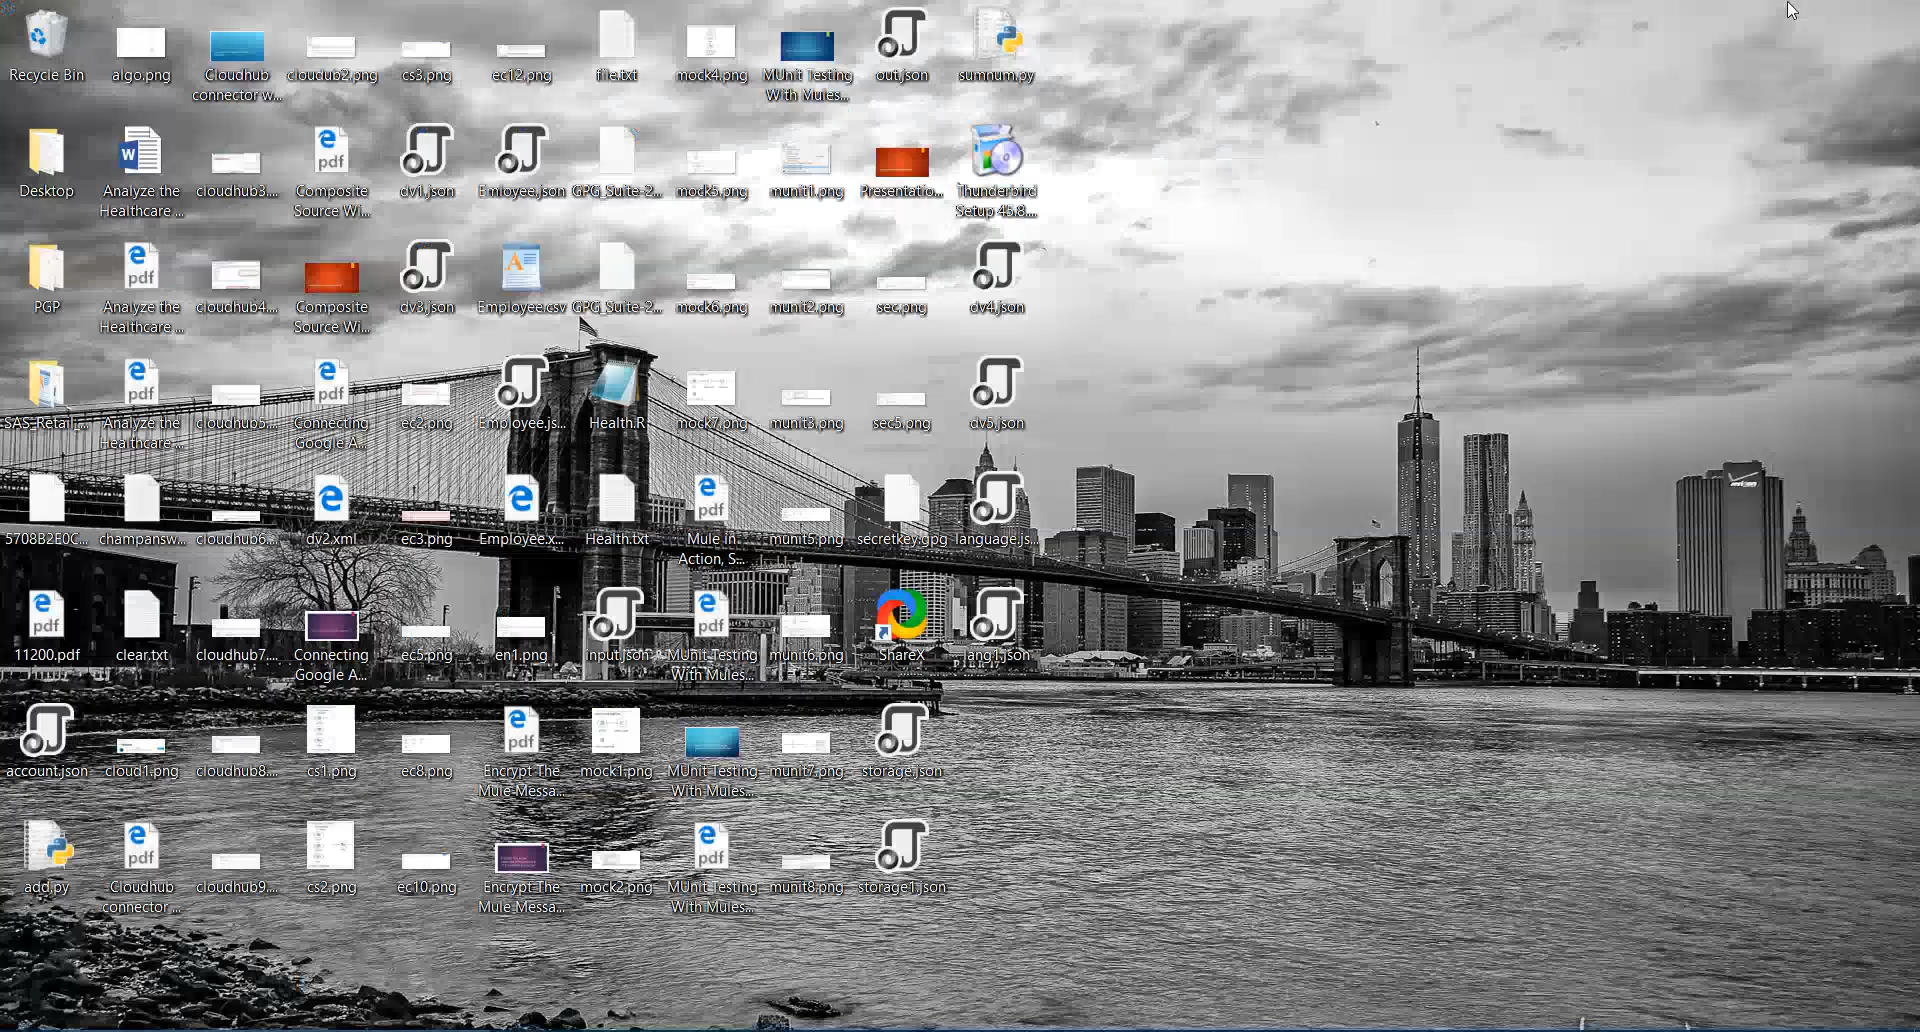 Recycle Bin
algo.png
Cloudhub
connector w...
cloudub2.png
cs3.png
ec12.png
file.txt
mock4.png
MUnit Testing
With Mules...
out.json
sumnum.py
Desktop
Analyze the
Healthcare ...
cloudhub3....
Composite
Source Wi...
dv1.json
Emloyee.json
GPG_Suite-2...
mock5.png
munit1.png
Presentatio...
Thunderbird
Setup 45.8....
PGP
Analyze the
Healthcare ...
cloudhub4....
Composite
Source Wi...
dv3.json
Employee.csv
GPG_Suite-2...
mock6.png
munit2.png
sec.png
dv4.json
SAS_Retail_...
Analyze the
Healthcare ...
cloudhub5....
Connecting
Google A...
ec2.png
Employee.js...
Health.R
mock7.png
munit3.png
sec5.png
dv5.json
5708B2E0C...
champansw...
cloudhub6....
dv2.xml
ec3.png
Employee.x...
Health.txt
Mule in
Action, S...
munit5.png
secretkey.gpg
language.js...
11200.pdf
clear.txt
cloudhub7....
Connecting
Google A...
ec5.png
en1.png
input.json
MUnit Testing
With Mules...
munit6.png
ShareX
lang1.json
account.json
cloud1.png
cloudhub8....
cs1.png
ec8.png
Encrypt The
Mule Messa...
mock1.png
MUnit Testing
With Mules...
munit7.png
storage.json
add.py
Cloudhub
connector ...
cloudhub9....
cs2.png
ec10.png
Encrypt The
Mule Messa...
mock2.png
MUnit Testing
With Mules...
munit8.png
storage1.json
verizon